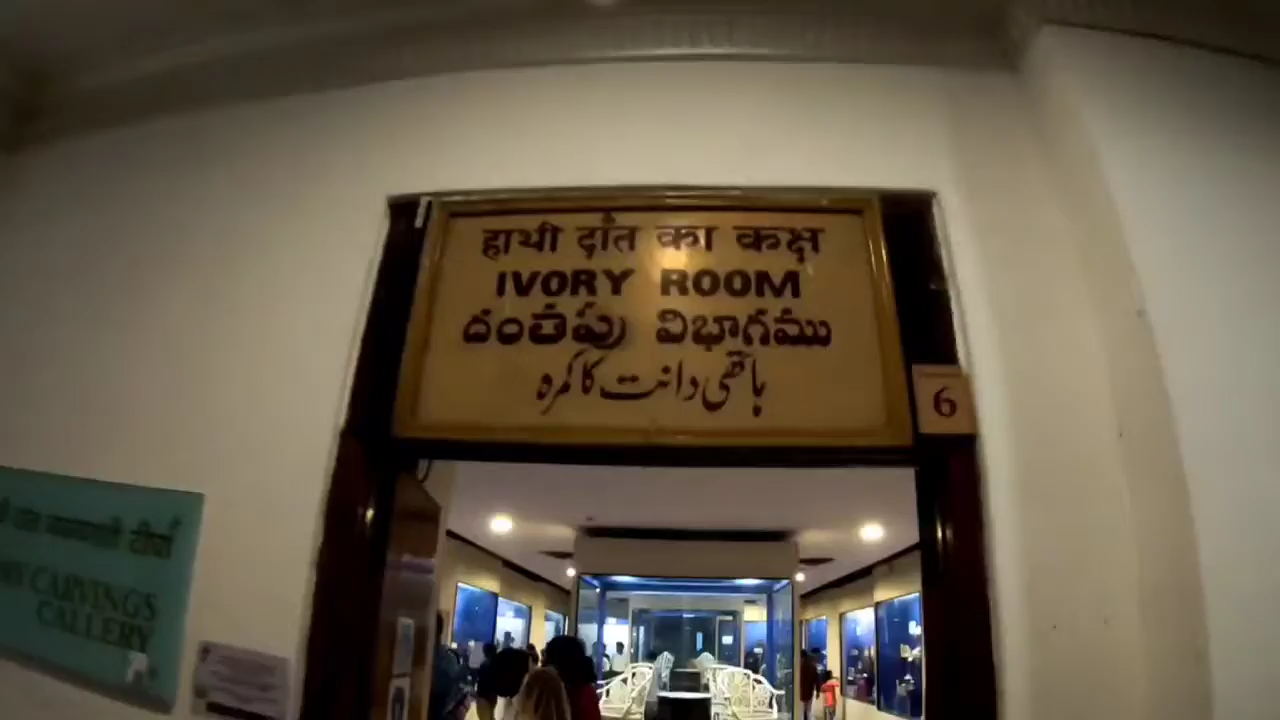 हाथी दाँत का कक्ष
IVORY ROOM
దంతపు విభాగము
ہاتھی دانت کا کمرہ
6
CARVINGS
GALLERY